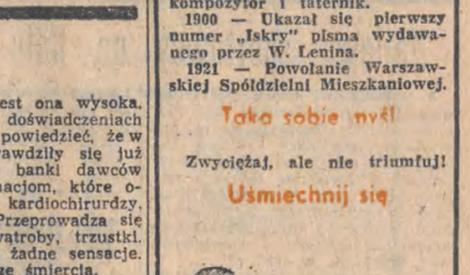 est ona wysoka.
doświadczeniach
powiedzieć, że w
awdziły się już
banki dawców
nacjom, które o-
kardiochirurdzy.
Przeprowadza się
wątroby, trzustki.
żadne sensacje.
ze śmiercią.
kompozytor i taternik.
1900 — Ukazał się pierwszy
numer „Iskry” pisma wydawa-
nego przez W. Lenina.
1921 — Powołanie Warszaw-
skiej Spółdzielni Mieszkaniowej.
Taka sobie myśl
Zwyciężaj, ale nie triumfuj!
Uśmiechnij się